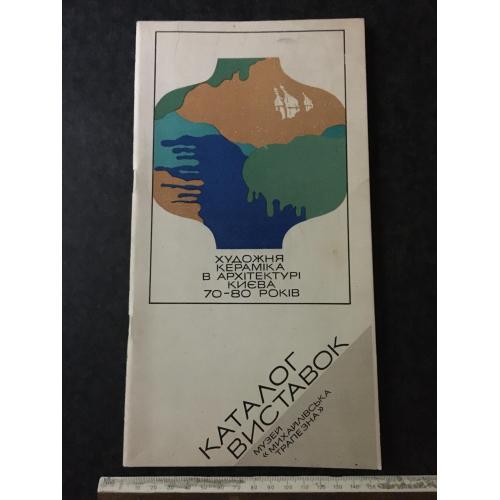 ХУДОЖНЯ
КЕРАМІКА
В АРХІТЕКТУРІ
КИЄВА
70-80 РОКІВ
КАТАЛОГ
ВИСТАВОК
МУЗЕЙ
«МИХАЙЛІВСЬКА
ТРАПЕЗНА»